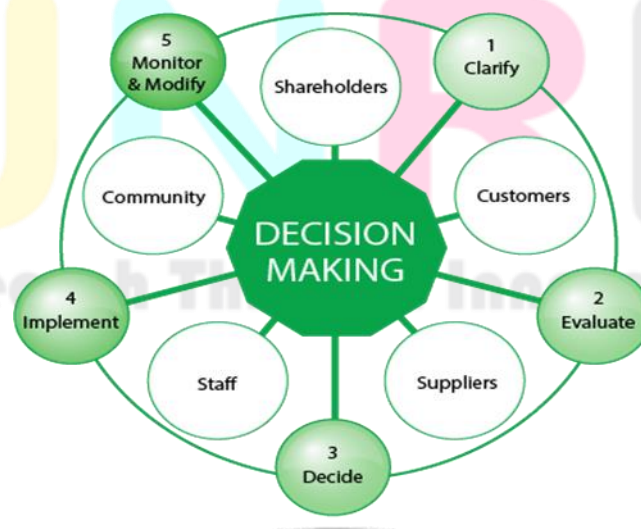 5
Monitor
& Modify
Shareholders
1
Clarify
Community
Customers
DECISION
MAKING
4
Implement
2
Evaluate
Staff
Suppliers
3
Decide